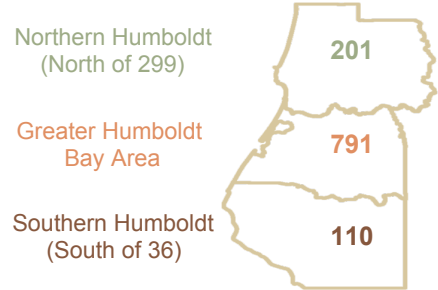 Northern Humboldt
(North of 299)
201
Greater Humboldt
Bay Area
791
Southern Humboldt
(South of 36)
110